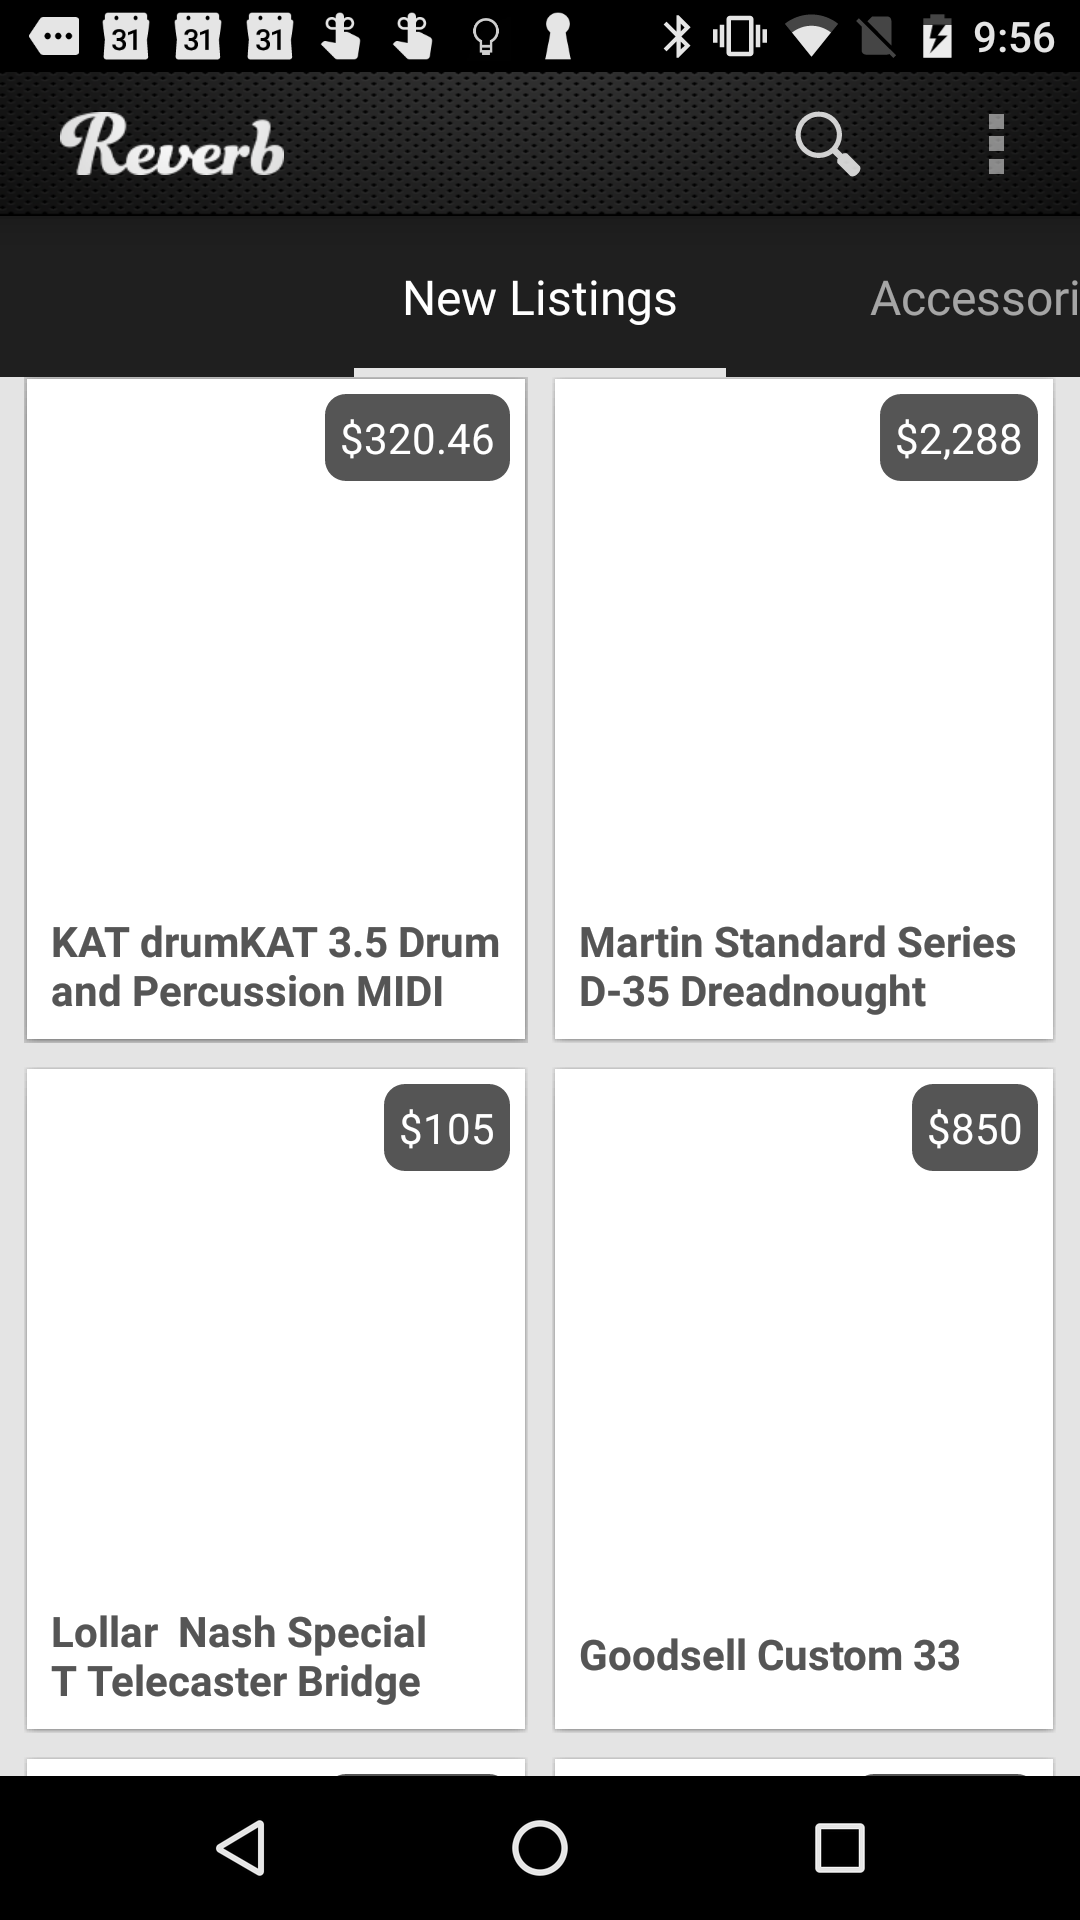 31 31 31 9:56
Reverb
New Listings Accessori
$320.46
KAT drumKAT 3.5 Drum
and Percussion MIDI
$2,288
Martin Standard Series
D-35 Dreadnought
$105
Lollar  Nash Special
T Telecaster Bridge
$850
Goodsell Custom 33